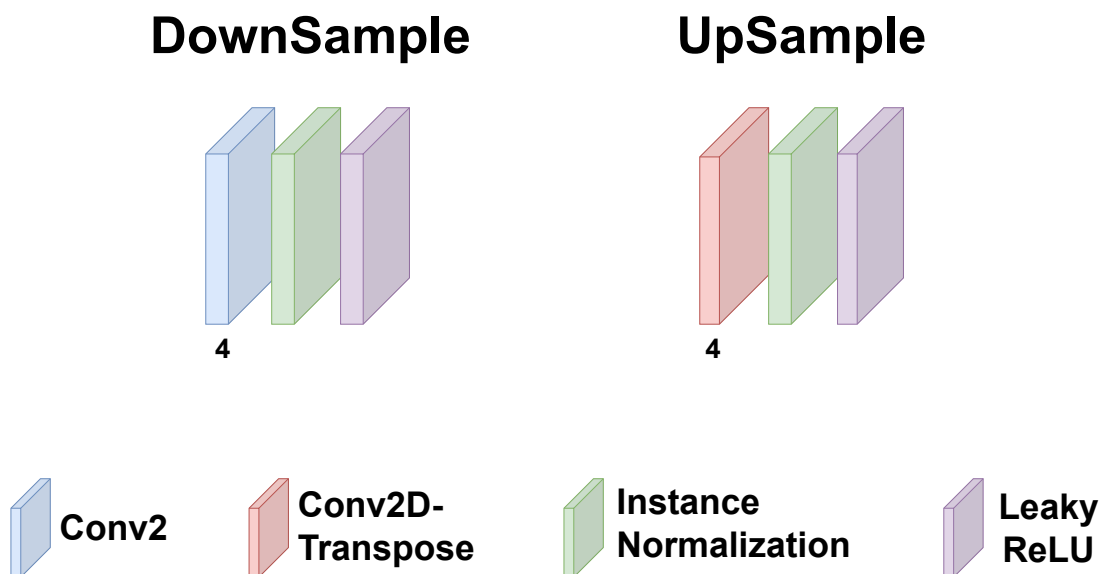 DownSample
UpSample
4
4
Conv2
Conv2D-
Transpose
Instance
Normalization
Leaky
ReLU